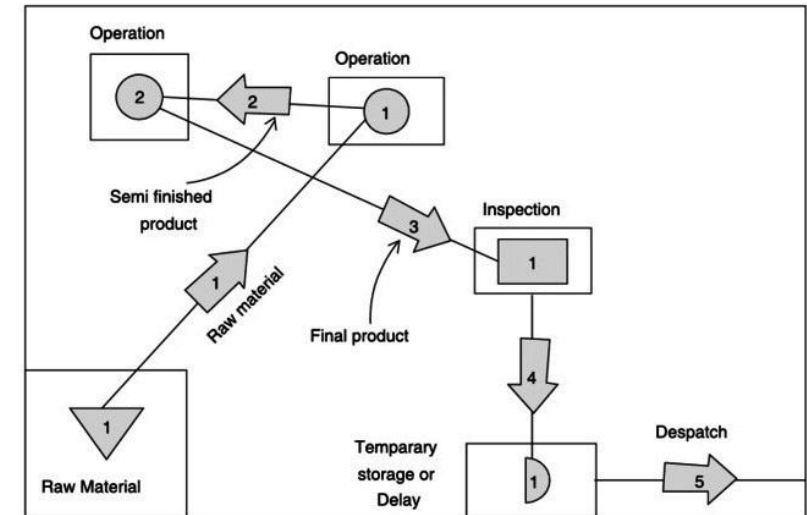 Operation
Operation
2
2
1
Semi finished
product
3
Inspection
1
1
Raw material
Final product
4
1
Raw Material
Temparary
storage or
Delay
1
Despatch
5